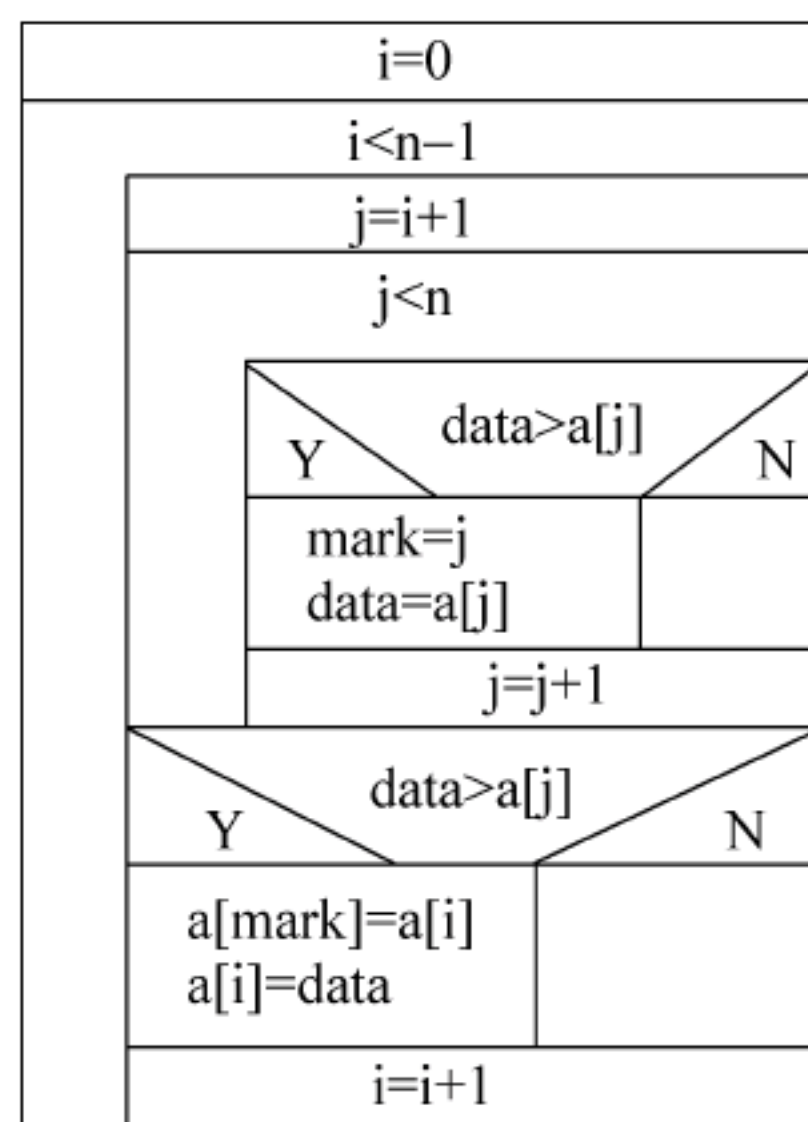 i=0
i<n−1
j=i+1
j<n
data>a[j]
Y
N
mark=j
data=a[j]
j=j+1
data>a[j]
Y
N
a[mark]=a[i]
a[i]=data
i=i+1